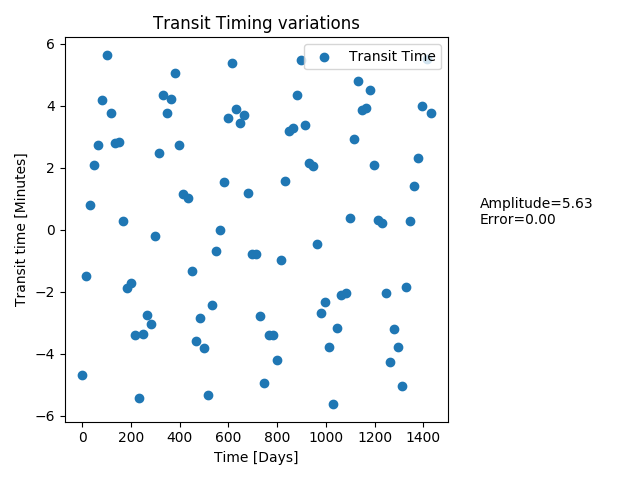 Transit Timing variations
Transit Time
6
4
2
0
−2
−4
−6
Transit time [Minutes]
0 200 400 600 800 1000 1200 1400
Time [Days]
Amplitude=5.63
Error=0.00